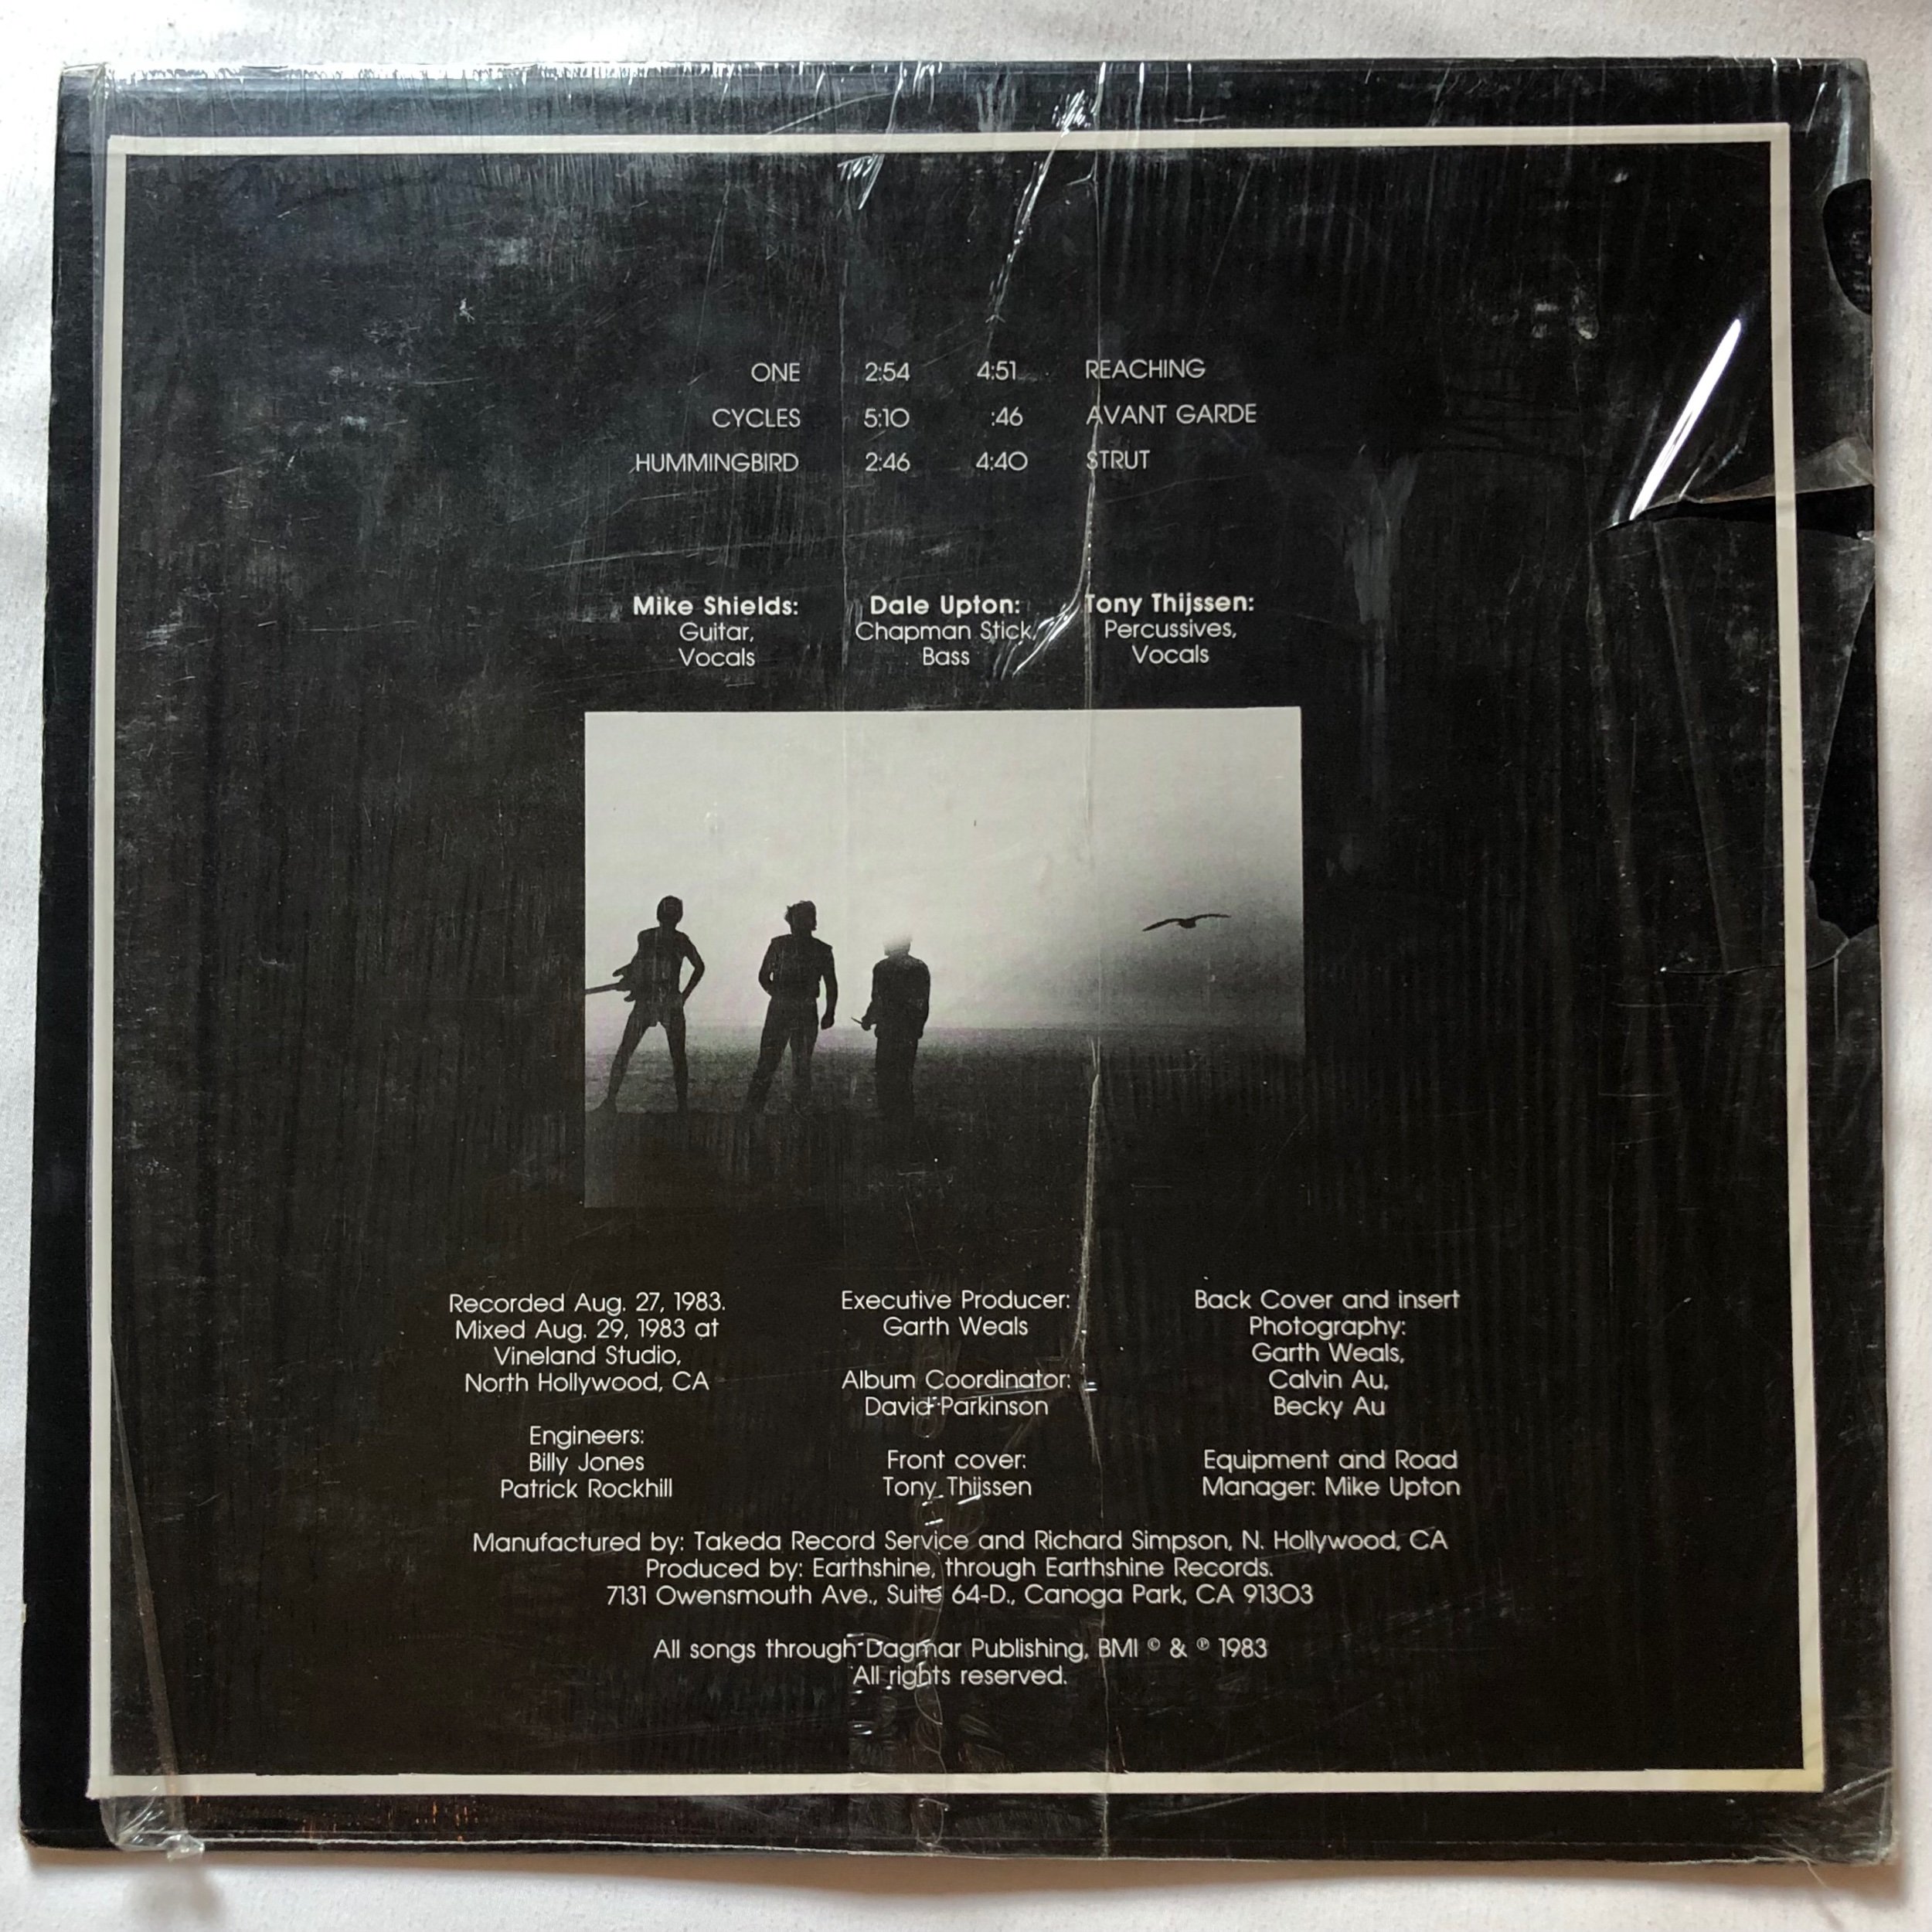 ONE 2:54 4:51 REACHING
CYCLES 5:10 :46 AVANT GARDE
HUMMINGBIRD 2:46 4:40 STRUT
Mike Shields:
Guitar,
Vocals
Dale Upton:
Chapman Stick,
Bass
Tony Thijssen:
Percussives,
Vocals
Recorded Aug. 27, 1983.
Mixed Aug. 29, 1983 at
Vineland Studio,
North Hollywood, CA
Engineers:
Billy Jones
Patrick Rockhill
Executive Producer:
Garth Weals
Album Coordinator:
David Parkinson
Front cover:
Tony Thijssen
Back Cover and insert
Photography:
Garth Weals,
Calvin Au,
Becky Au
Equipment and Road
Manager: Mike Upton
Manufactured by: Takeda Record Service and Richard Simpson, N. Hollywood, CA
Produced by: Earthshine, through Earthshine Records.
7131 Owensmouth Ave., Suite 64-D., Canoga Park, CA 91303
All songs through Dagmar Publishing, BMI © & ℗ 1983
All rights reserved.